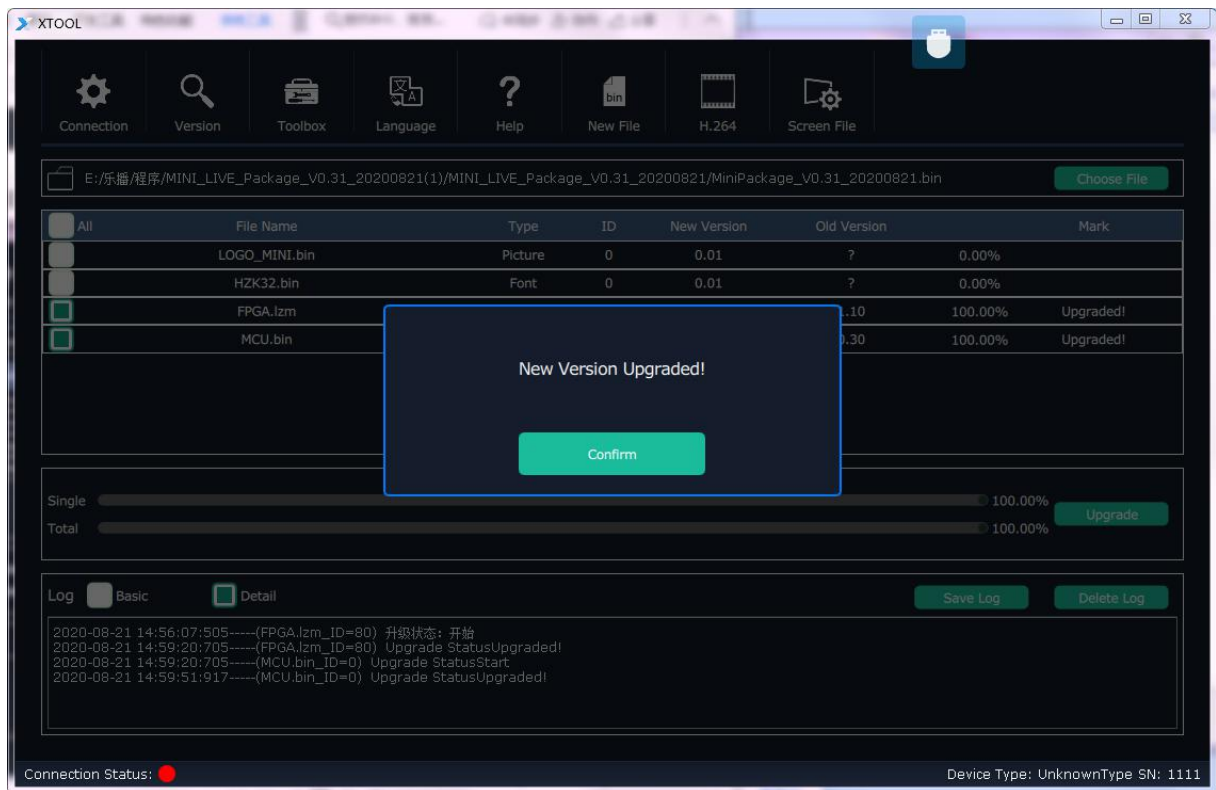 XTOOL
Connection Version Toolbox Language Help New File H.264 Screen File
bin
E:/乐播/程序/MINI_LIVE_Package_V0.31_20200821(1)/MINI_LIVE_Package_V0.31_20200821/MiniPackage_V0.31_20200821.bin Choose File
All File Name Type ID New Version Old Version Mark
LOGO_MINI.bin Picture 0 0.01 ? 0.00%
HZK32.bin Font 0 0.01 ? 0.00%
FPGA.lzm .10 100.00% Upgraded!
MCU.bin .30 100.00% Upgraded!
New Version Upgraded!
Confirm
Single 100.00%
Upgrade
Total 100.00%
Log Basic Detail Save Log Delete Log
2020-08-21 14:56:07:505-----(FPGA.lzm_ID=80) 升级状态: 开始
2020-08-21 14:59:20:705-----(FPGA.lzm_ID=80) Upgrade StatusUpgraded!
2020-08-21 14:59:20:705-----(MCU.bin_ID=0) Upgrade StatusStart
2020-08-21 14:59:51:917-----(MCU.bin_ID=0) Upgrade StatusUpgraded!
Connection Status: Device Type: UnknownType SN: 1111